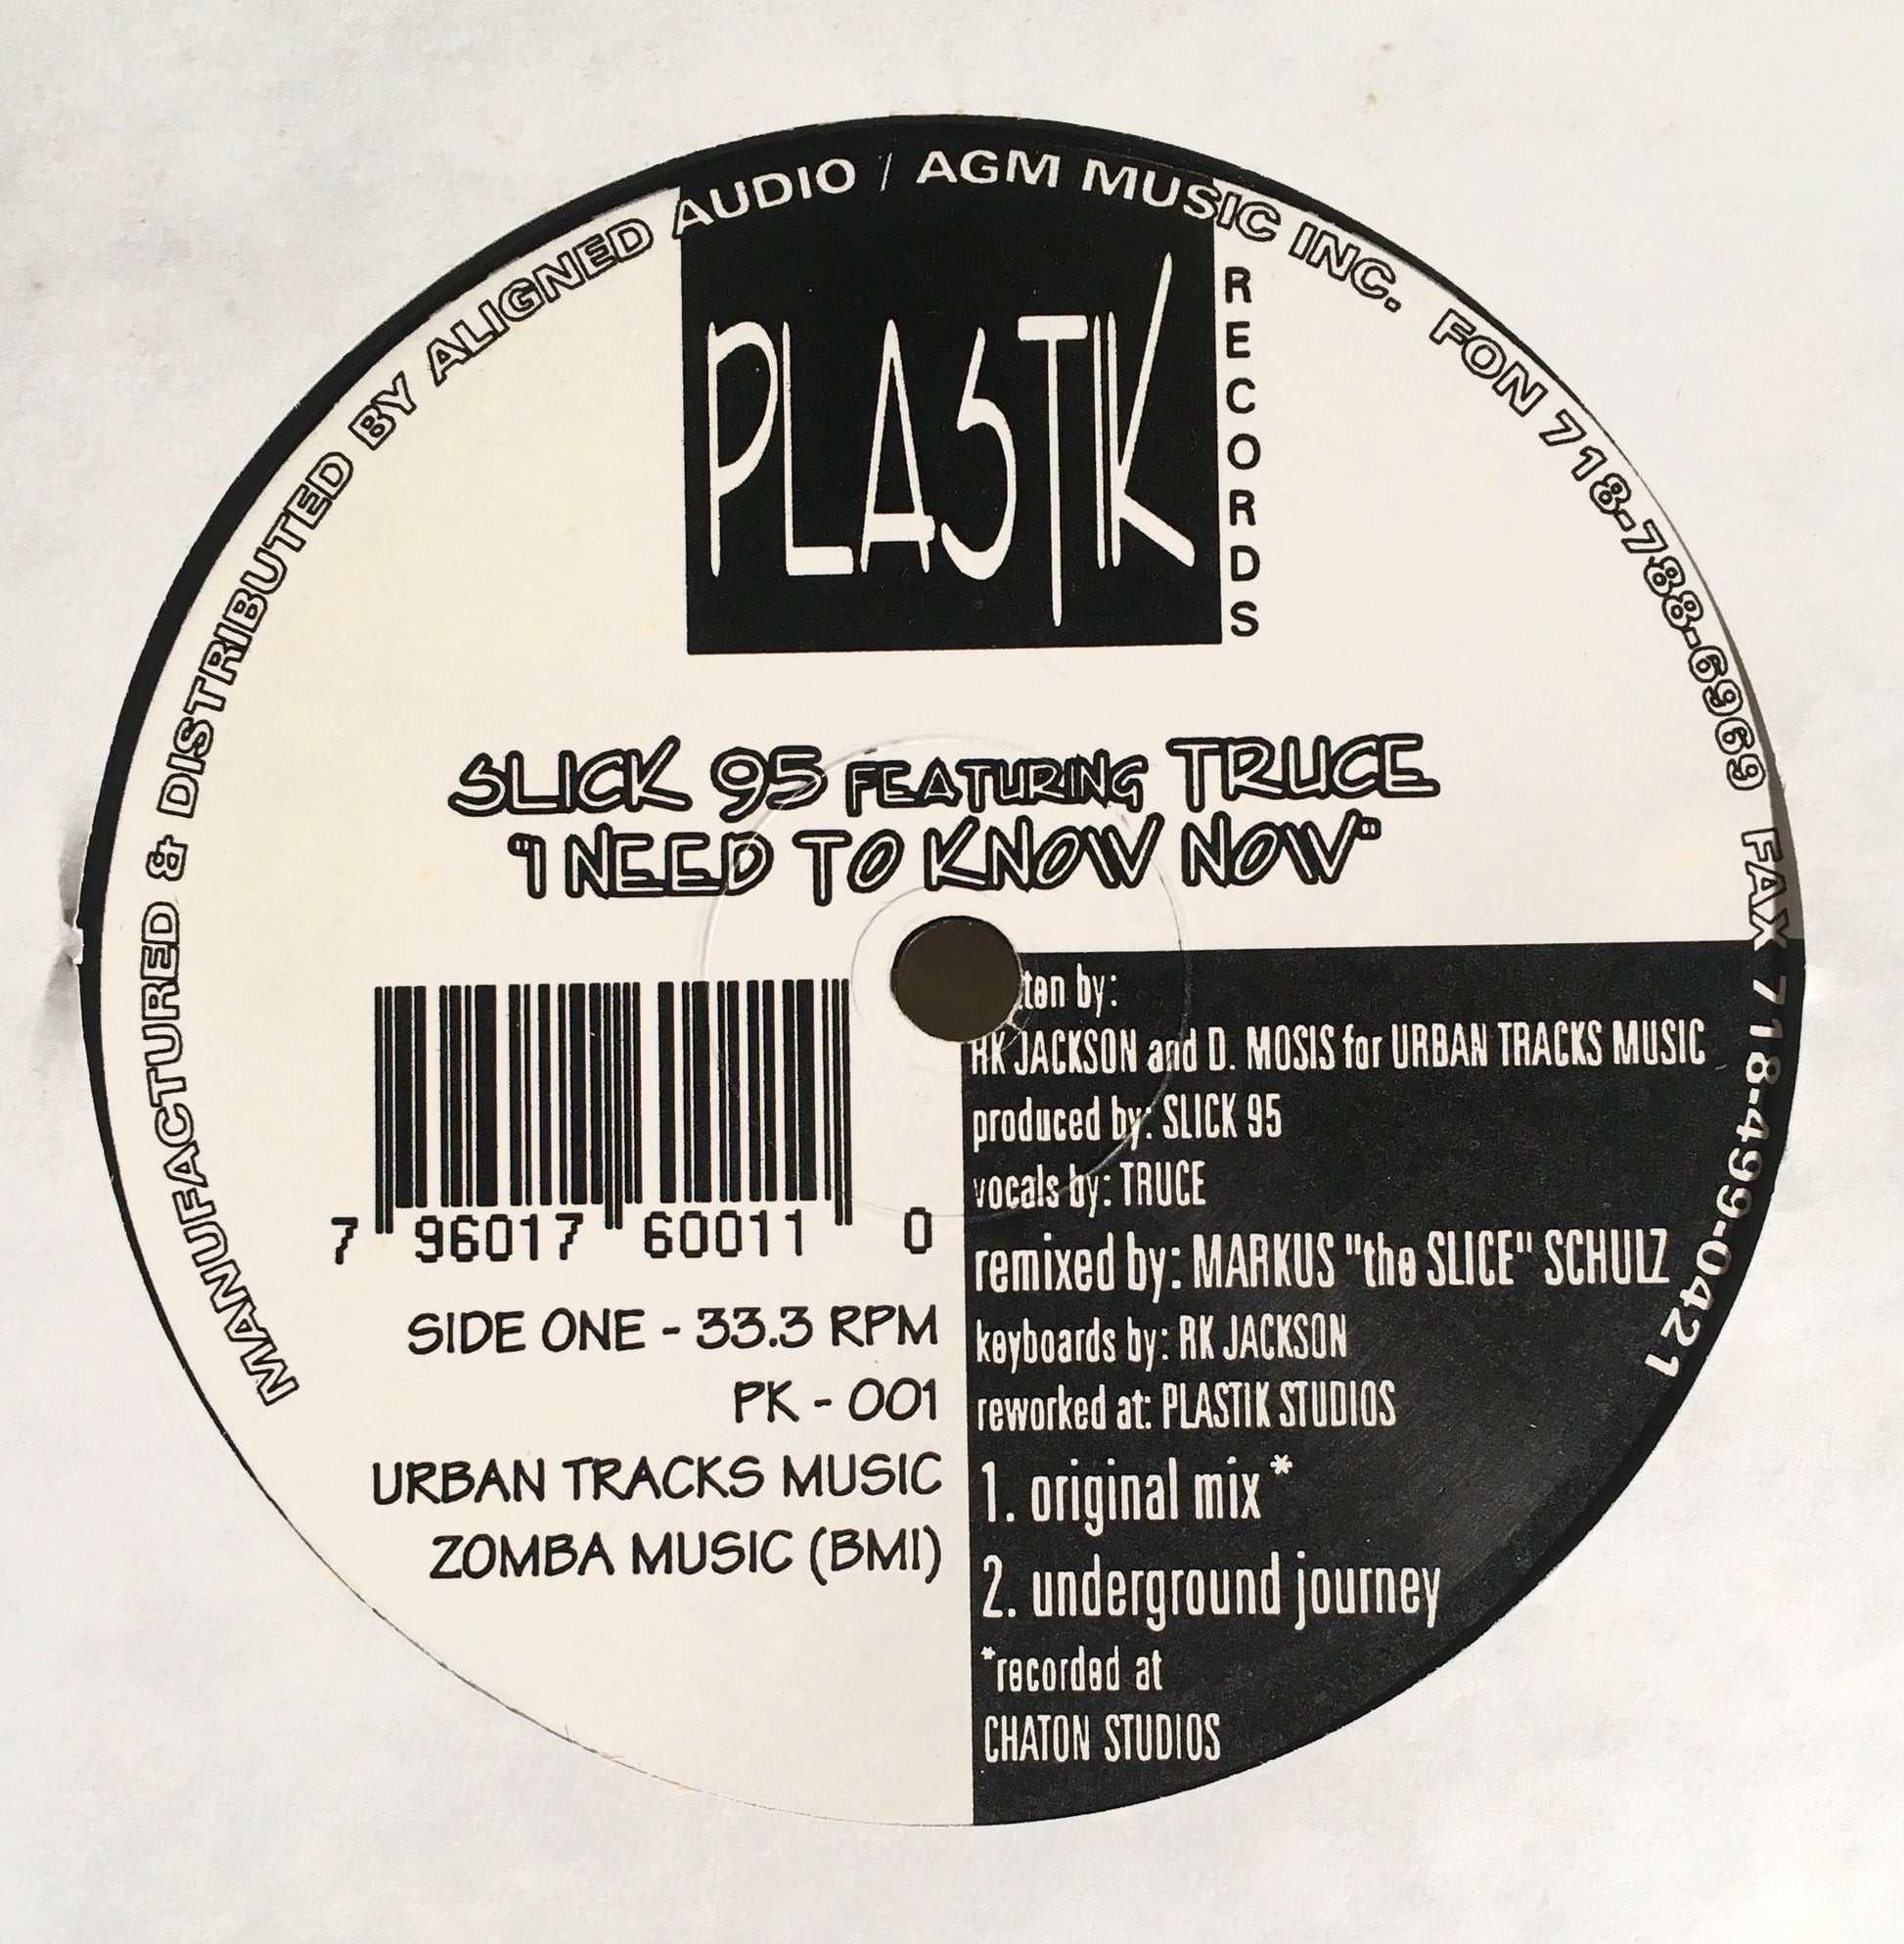 MANUFACTURED & DISTRIBUTED BY ALIGNED AUDIO / AGM MUSIC INC. FON 718-788-6969 FAX 718-499-0421
PLASTIK
RECORDS
SLICK 95 FEATURING TRUCE
"I NEED TO KNOW NOW"
7 96017 60011 0
SIDE ONE - 33.3 RPM
PK - 001
URBAN TRACKS MUSIC
ZOMBA MUSIC (BMI)
by:
RK JACKSON and D. MOSIS for URBAN TRACKS MUSIC
produced by: SLICK 95
vocals by: TRUCE
remixed by: MARKUS "the SLICE" SCHULZ
keyboards by: RK JACKSON
reworked at: PLASTIK STUDIOS
1. original mix*
2. underground journey
*recorded at
CHATON STUDIOS